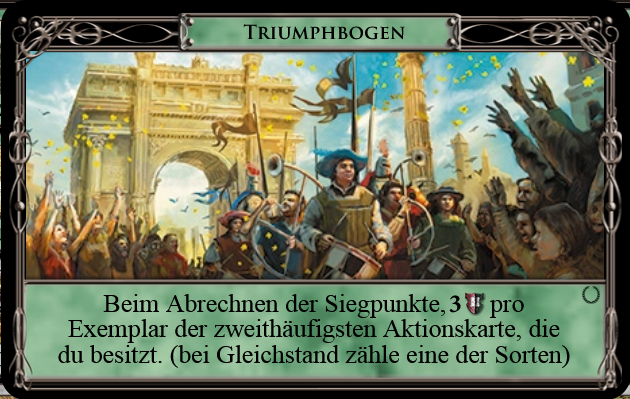 Triumphbogen
Beim Abrechnen der Siegpunkte, 3 pro
Exemplar der zweithäufigsten Aktionskarte, die
du besitzt. (bei Gleichstand zähle eine der Sorten)